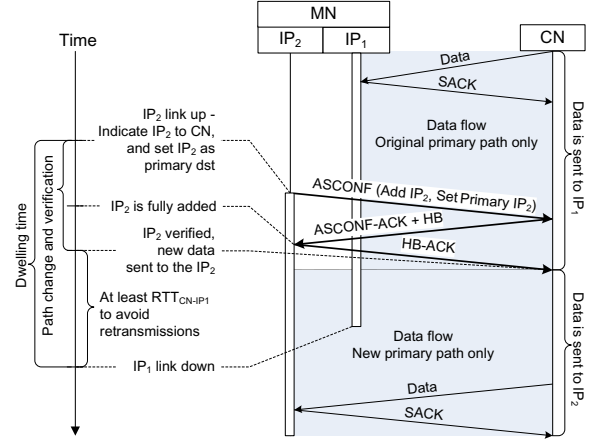 MN
CN
Time
IP2
IP1
Data
SACK
IP2 link up -
Indicate IP2 to CN,
and set IP2 as
primary dst
Data flow
Original primary path only
Data is sent to IP1
ASCONF (Add IP2, Set Primary IP2)
IP2 is fully added
ASCONF-ACK + HB
IP2 verified,
new data
sent to the IP2
HB-ACK
Dwelling time
Path change and verification
At least RTTCN-IP1
to avoid
retransmissions
Data flow
New primary path only
Data is sent to IP2
IP1 link down
Data
SACK